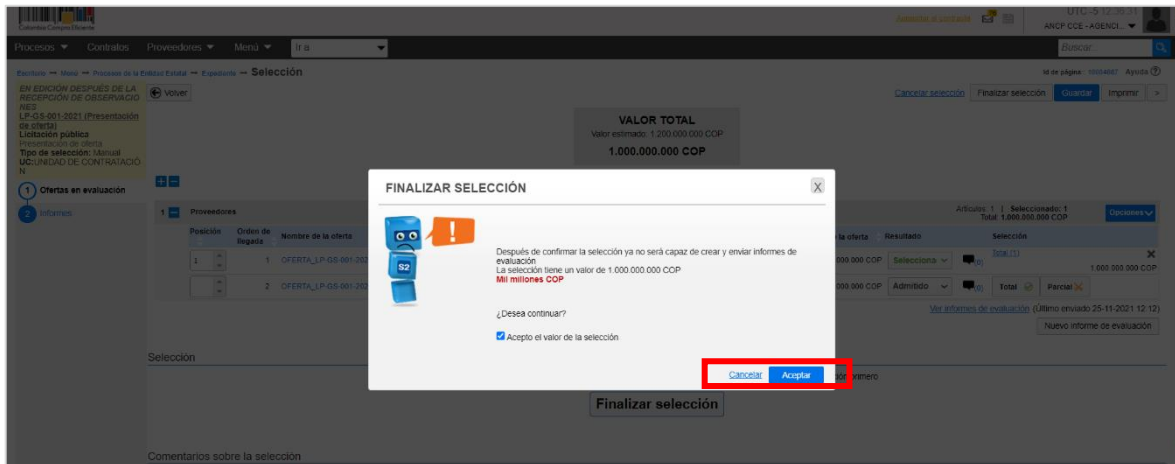 Colombia Compra Eficiente
UTC -5 12:36:31
Aumentar el contraste
ANCP CCE - AGENCI...
Procesos Contratos Proveedores Menú Ir a
Buscar...
Escritorio → Menú → Procesos de la Entidad Estatal → Expediente → Selección
Id de página: Ayuda
EN EDICIÓN DESPUÉS DE LA
RECEPCIÓN DE OBSERVACIO
NES
LP-GS-001-2021 (Presentación
de oferta)
Licitación pública
Presentación de oferta
Tipo de selección: Manual
UC:UNIDAD DE CONTRATACIÓ
N
1 Ofertas en evaluación
2 Informes
Volver
Cancelar selección Finalizar selección Guardar Imprimir >
VALOR TOTAL
Valor estimado: 1.200.000.000 COP
1.000.000.000 COP
1 Proveedores
Artículos: 1 | Seleccionado: 1
Total: 1.000.000.000 COP
Opciones
Posición Orden de llegada Nombre de la oferta la oferta Resultado Selección
1 1 OFERTA_LP-GS-001-202 000.000 COP Selecciona (0) Total (1) X
1.000.000.000 COP
2 OFERTA_LP-GS-001-202 000.000 COP Admitido (0) Total Parcial
Ver informes de evaluación (Último enviado 25-11-2021 12:12)
Nuevo informe de evaluación
FINALIZAR SELECCIÓN X
!
S2
Después de confirmar la selección ya no será capaz de crear y enviar informes de
evaluación
La selección tiene un valor de 1.000.000.000 COP
Mil millones COP
¿Desea continuar?
Acepto el valor de la selección
Cancelar Aceptar
Selección
primero
Finalizar selección
Comentarios sobre la selección